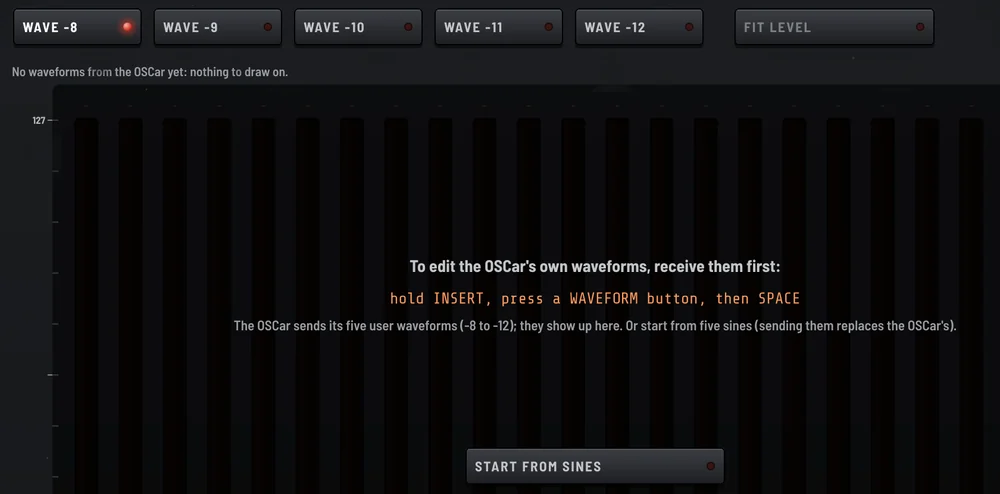 WAVE -8 WAVE -9 WAVE -10 WAVE -11 WAVE -12 FIT LEVEL
No waveforms from the OSCar yet: nothing to draw on.
127
To edit the OSCar's own waveforms, receive them first:
hold INSERT, press a WAVEFORM button, then SPACE
The OSCar sends its five user waveforms (-8 to -12); they show up here. Or start from five sines (sending them replaces the OSCar's).
START FROM SINES